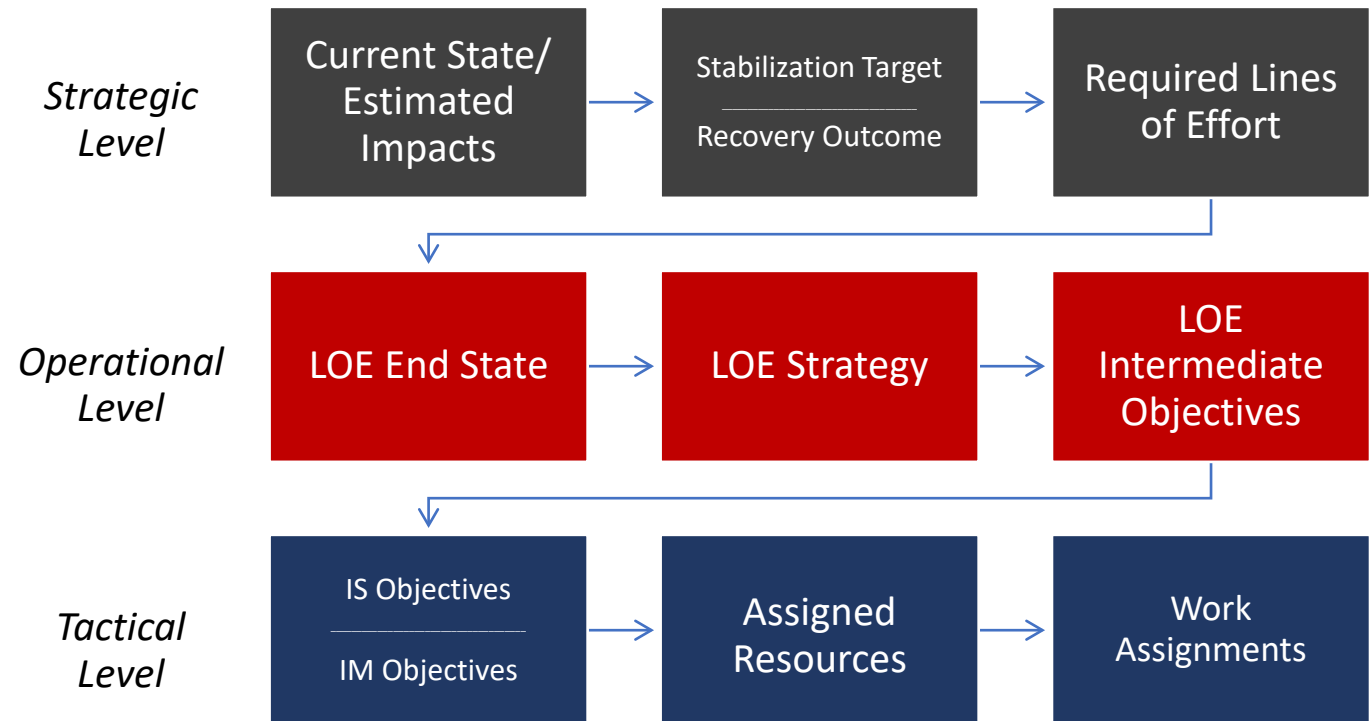 Strategic
Level
Current State/
Estimated
Impacts
Stabilization Target
Recovery Outcome
Required Lines
of Effort
Operational
Level
LOE End State
LOE Strategy
LOE
Intermediate
Objectives
Tactical
Level
IS Objectives
IM Objectives
Assigned
Resources
Work
Assignments